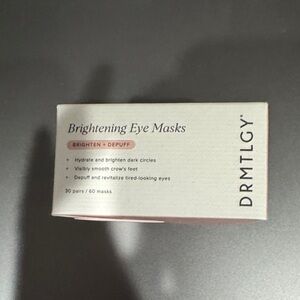 Brightening Eye Masks
BRIGHTEN + DEPUFF
+ Hydrate and brighten dark circles
+ Visibly smooth crow's feet
+ Depuff and revitalize tired-looking eyes
30 pairs / 60 masks
DRMTLGY